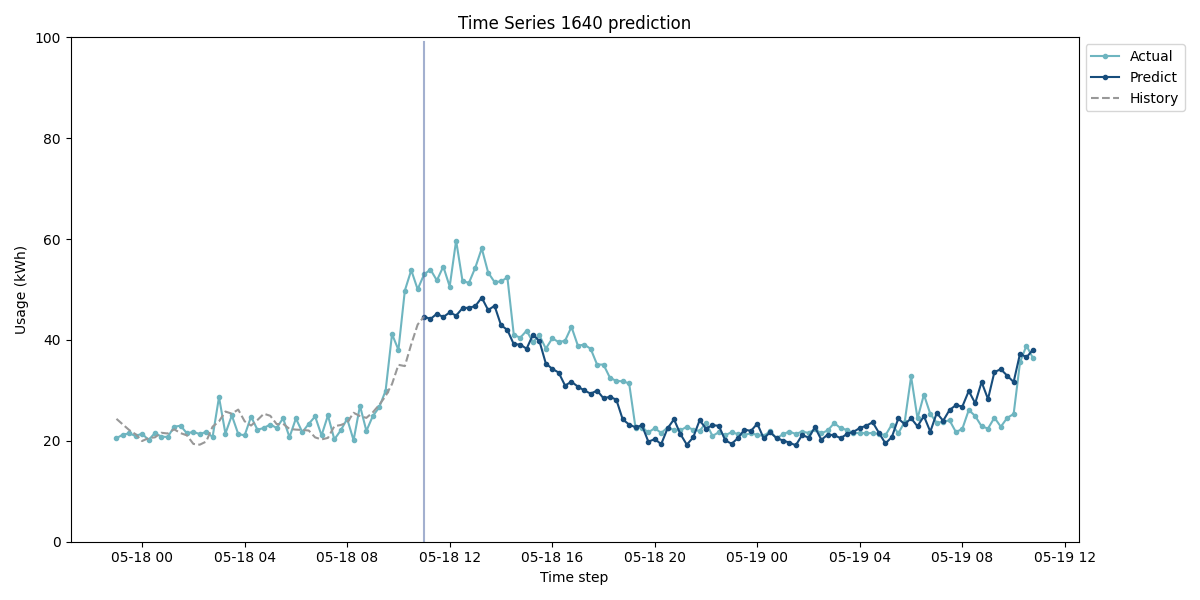 Time Series 1640 prediction
Usage (kWh)
100
80
60
40
20
0
05-18 00
05-18 04
05-18 08
05-18 12
05-18 16
05-18 20
05-19 00
05-19 04
05-19 08
05-19 12
Time step
Actual
Predict
History